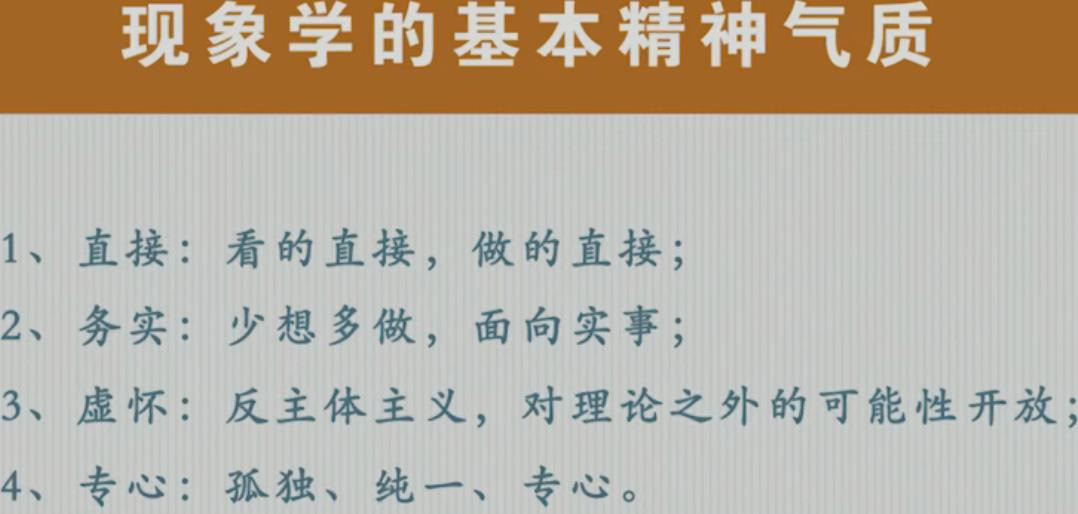 现象学的基本精神气质
1、直接：看的直接，做的直接；
2、务实：少想多做，面向实事；
3、虚怀：反主体主义，对理论之外的可能性开放；
4、专心：孤独、纯一、专心。